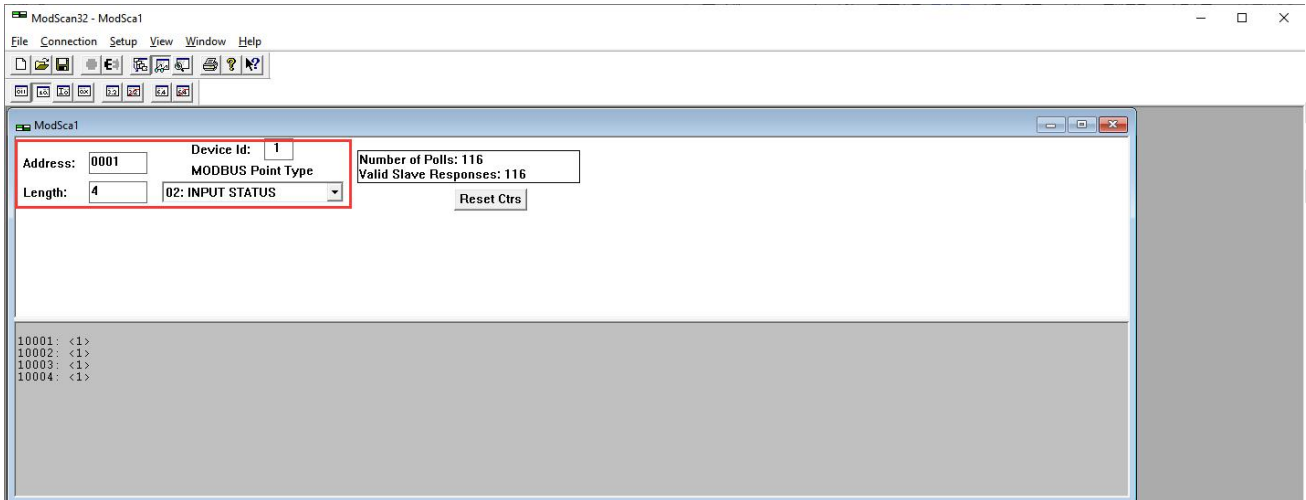 ModScan32 - ModSca1
File Connection Setup View Window Help
ModSca1
Address: 0001
Device Id: 1
MODBUS Point Type
Length: 4
02: INPUT STATUS
Number of Polls: 116
Valid Slave Responses: 116
Reset Ctrs
10001: <1>
10002: <1>
10003: <1>
10004: <1>